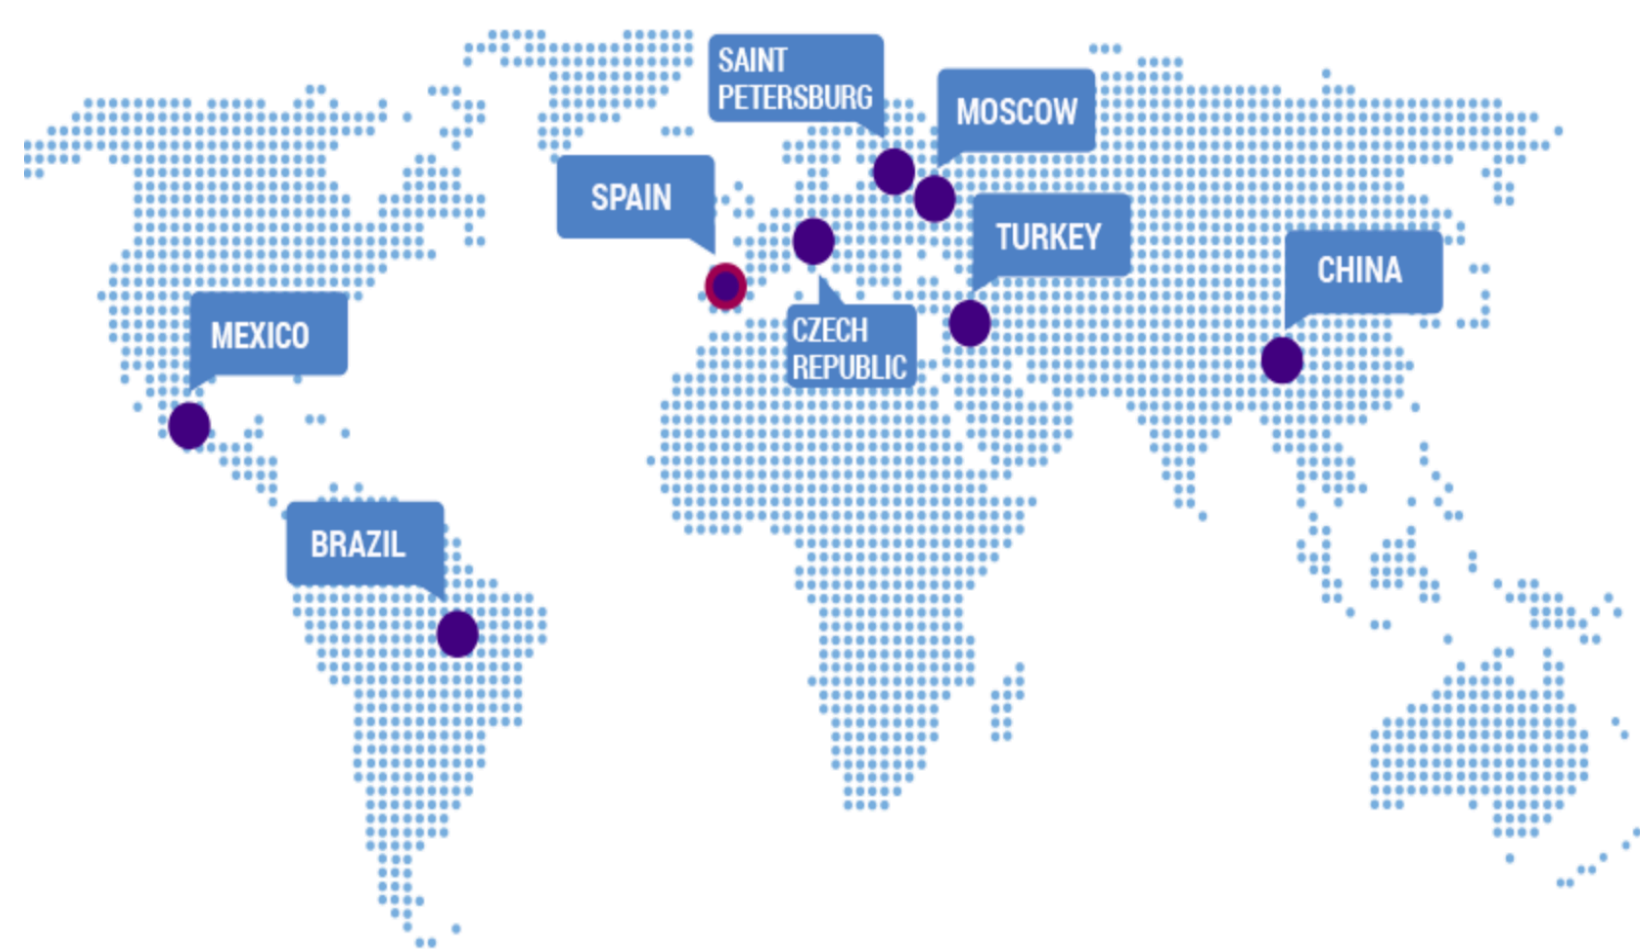 SAINT
PETERSBURG
MOSCOW
SPAIN
TURKEY
CHINA
MEXICO
CZECH
REPUBLIC
BRAZIL